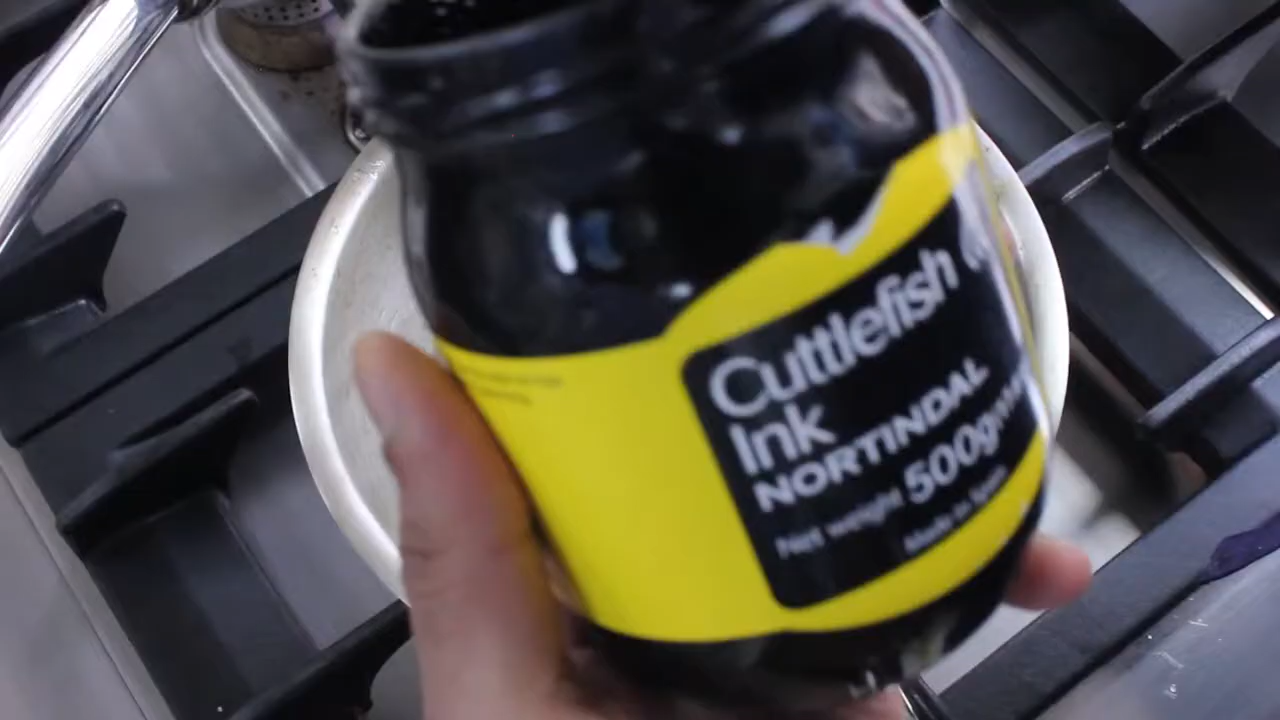 Cuttlefish
Ink
NORTINDAL
Net weight 500g
Made in Spain